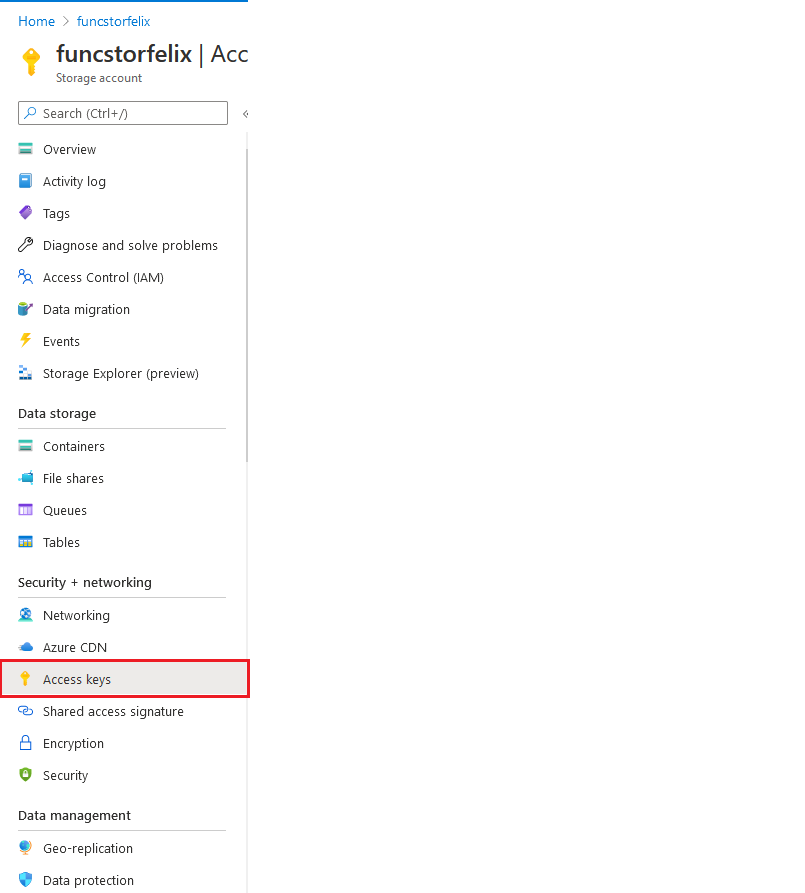 Home > funcstorfelix
funcstorfelix | Acc
Storage account
Search (Ctrl+/)
Overview
Activity log
Tags
Diagnose and solve problems
Access Control (IAM)
Data migration
Events
Storage Explorer (preview)
Data storage
Containers
File shares
Queues
Tables
Security + networking
Networking
Azure CDN
Access keys
Shared access signature
Encryption
Security
Data management
Geo-replication
Data protection